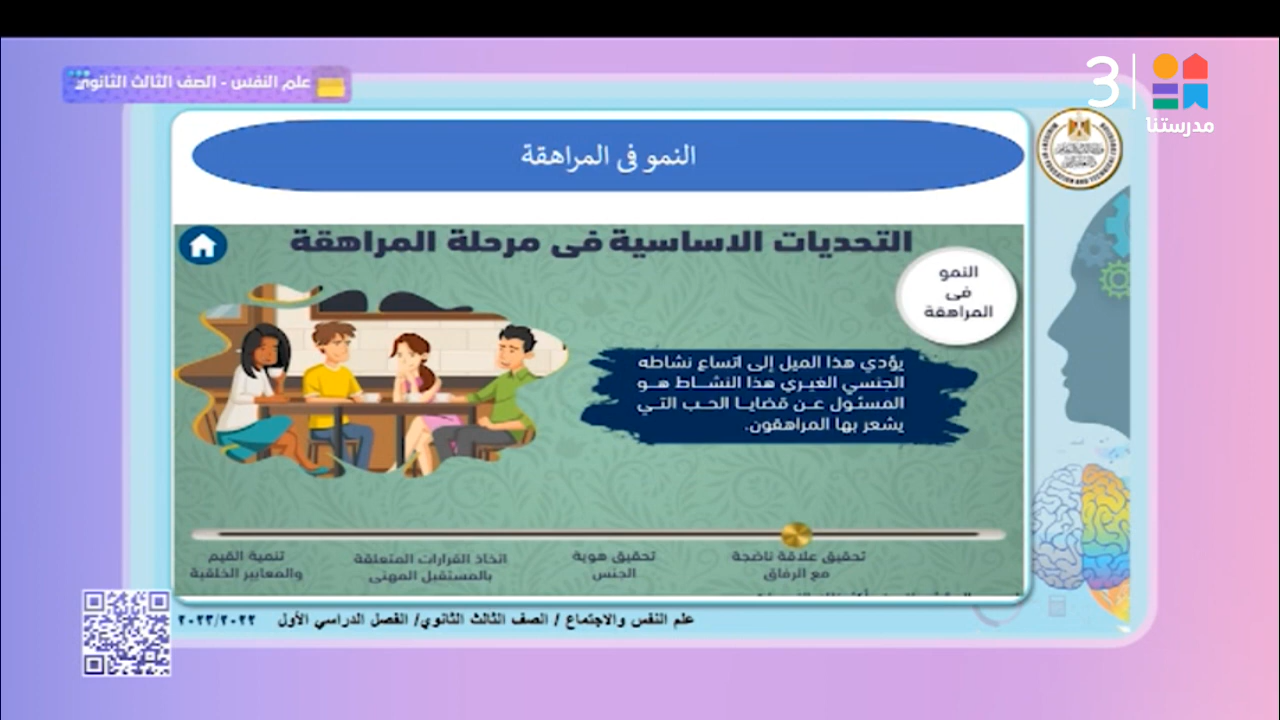 3
مدرستنا
علم النفس - الصف الثالث الثانوي
النمو فى المراهقة
التحديات الاساسية فى مرحلة المراهقة
النمو
فى
المراهقة
يؤدي هذا الميل إلى اتساع نشاطه
الجنسي الغيري هذا النشاط هو
المسئول عن قضايا الحب التي
يشعر بها المراهقون.
تحقيق علاقة ناضجة
مع الرفاق
تحقيق هوية
الجنس
اتخاذ القرارات المتعلقة
بالمستقبل المهنى
تنمية القيم
والمعايير الخلقية
علم النفس والاجتماع / الصف الثالث الثانوي/ الفصل الدراسي الأول ٢٠٢٣/٢٠٢٢